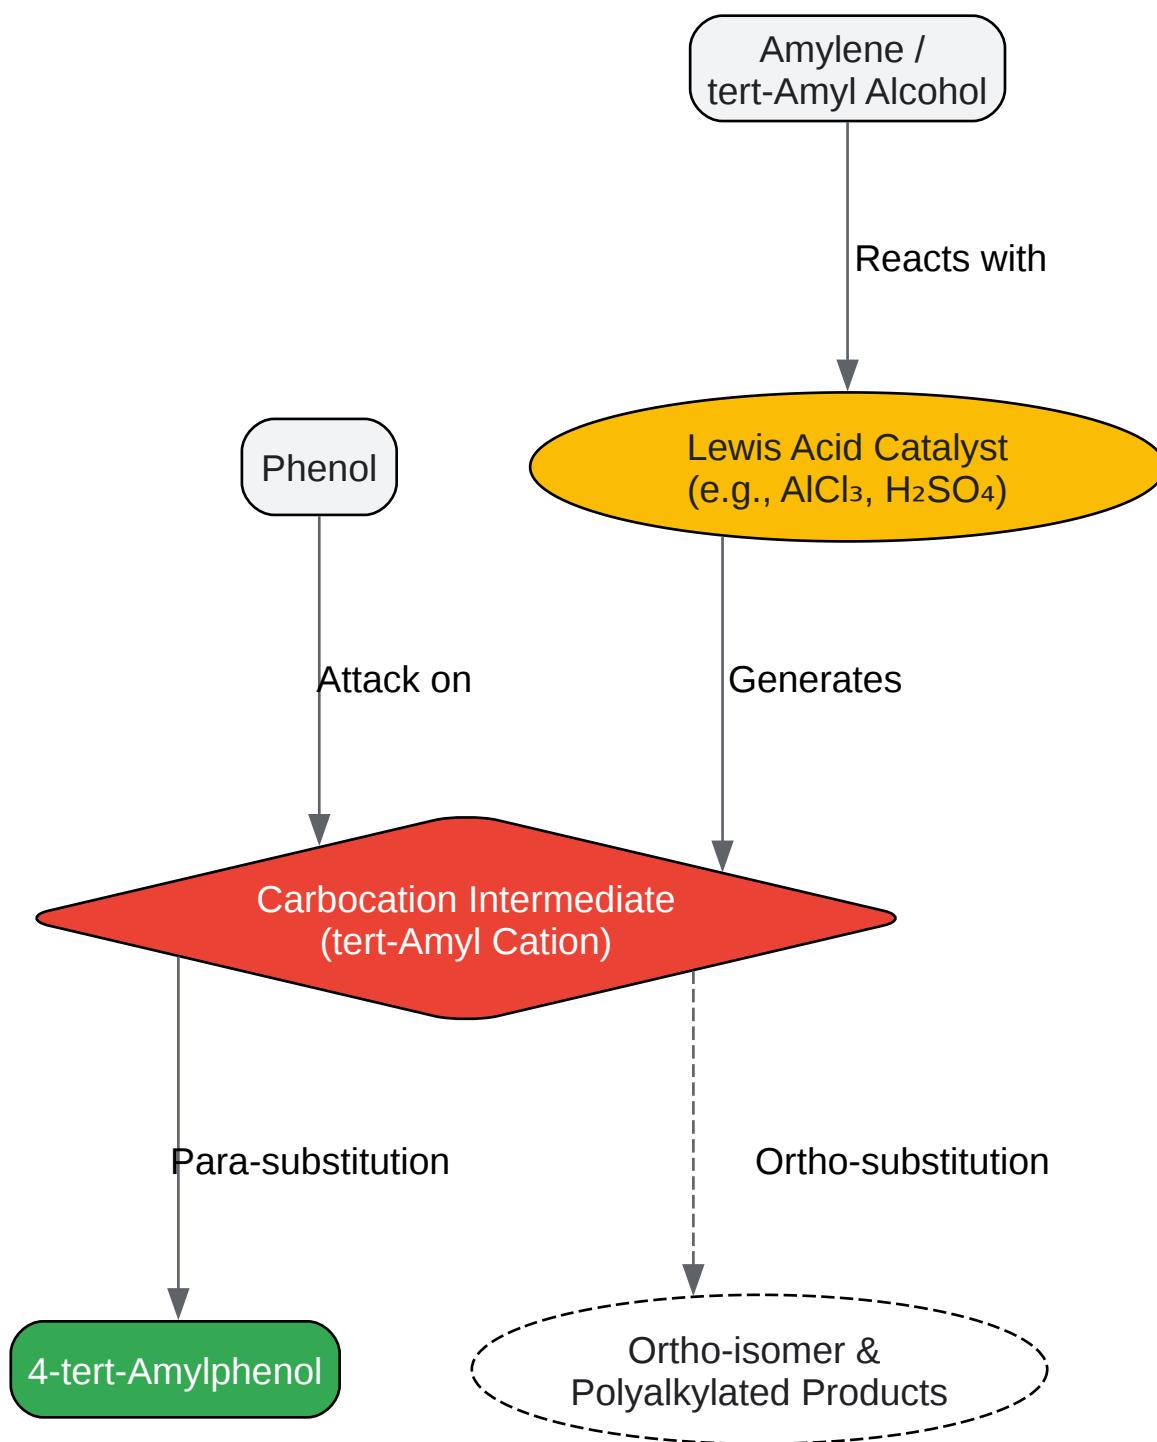 Amylene /
tert-Amyl Alcohol
Reacts with
Phenol
Lewis Acid Catalyst
(e.g., AlCl₃, H₂SO₄)
Attack on
Generates
Carbocation Intermediate
(tert-Amyl Cation)
Para-substitution
Ortho-substitution
4-tert-Amylphenol
Ortho-isomer &
Polyalkylated Products